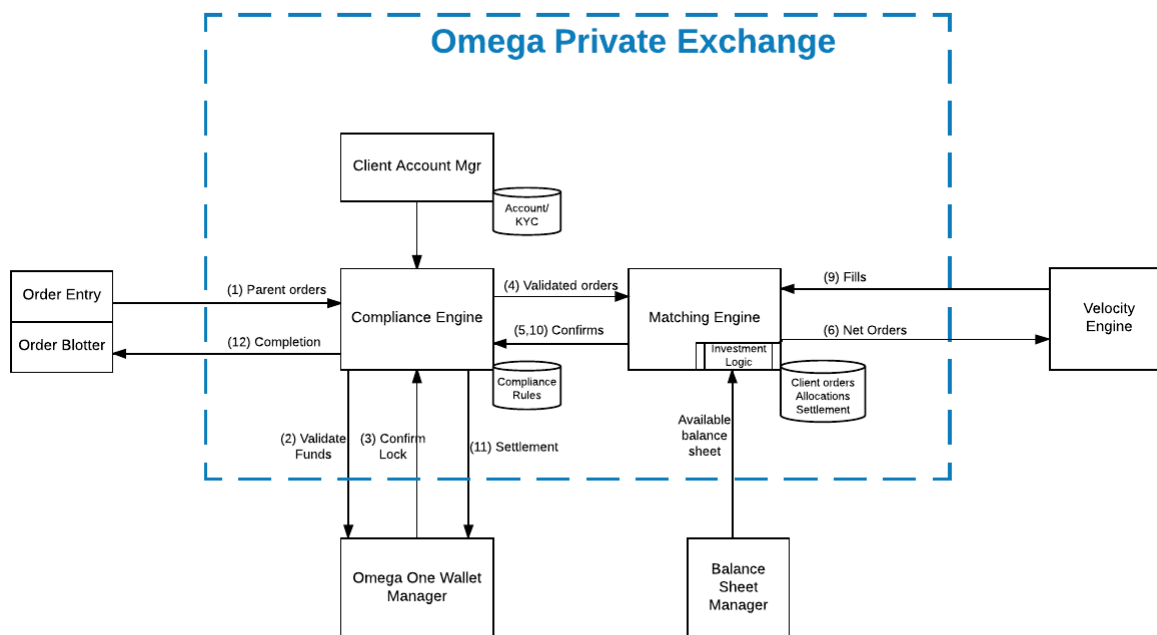 Omega Private Exchange
Client Account Mgr
Account/
KYC
Order Entry
(1) Parent orders
Compliance Engine
(4) Validated orders
Matching Engine
(9) Fills
Velocity
Engine
Order Blotter
(12) Completion
(5,10) Confirms
(6) Net Orders
Investment
Logic
Compliance
Rules
Client orders
Allocations
Settlement
(2) Validate
Funds
(3) Confirm
Lock
(11) Settlement
Available
balance
sheet
Omega One Wallet
Manager
Balance
Sheet
Manager